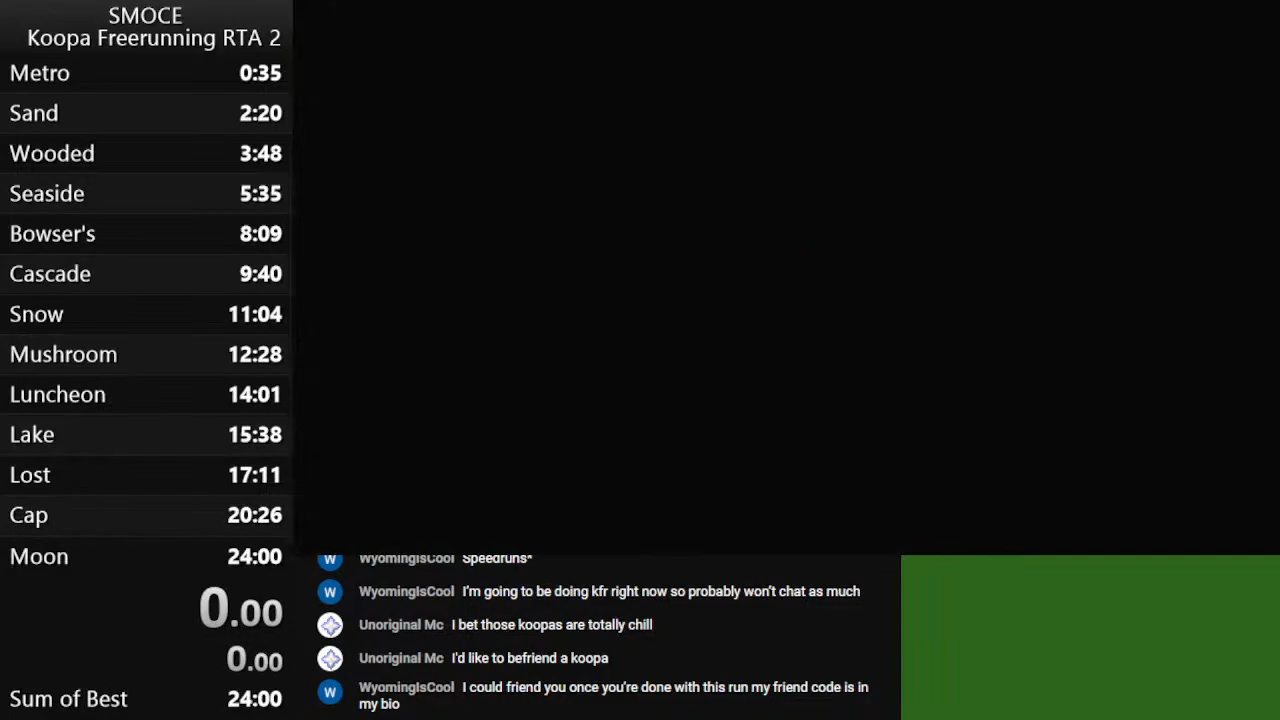 SMOCE
Koopa Freerunning RTA 2
Metro 0:35
Sand 2:20
Wooded 3:48
Seaside 5:35
Bowser's 8:09
Cascade 9:40
Snow 11:04
Mushroom 12:28
Luncheon 14:01
Lake 15:38
Lost 17:11
Cap 20:26
Moon 24:00
0.00
0.00
Sum of Best 24:00
W WyomingIsCool Speedruns*
W WyomingIsCool I'm going to be doing kfr right now so probably won't chat as much
Unoriginal Mc I bet those koopas are totally chill
Unoriginal Mc I'd like to befriend a koopa
W WyomingIsCool I could friend you once you're done with this run my friend code is in
my bio